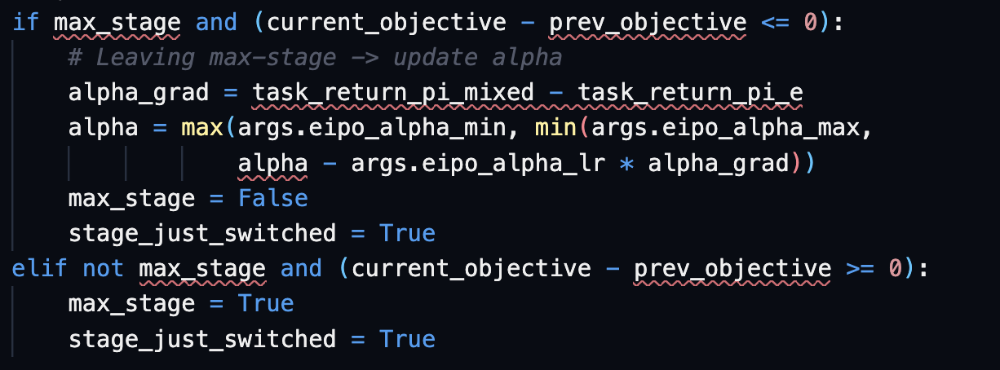 if max_stage and (current_objective - prev_objective <= 0):
    # Leaving max-stage -> update alpha
    alpha_grad = task_return_pi_mixed - task_return_pi_e
    alpha = max(args.eipo_alpha_min, min(args.eipo_alpha_max,
                alpha - args.eipo_alpha_lr * alpha_grad))
    max_stage = False
    stage_just_switched = True
elif not max_stage and (current_objective - prev_objective >= 0):
    max_stage = True
    stage_just_switched = True